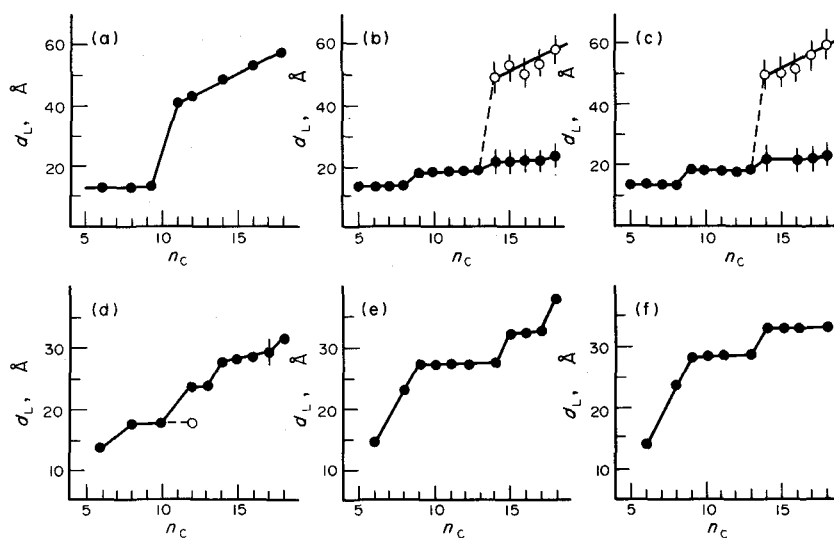 (a) (b) (c)
60 60 60
d_L, Å d_L, Å d_L, Å
40 40 40
20 20 20
5 10 15 5 10 15 5 10 15
n_C n_C n_C
(d) (e) (f)
30 30 30
d_L, Å d_L, Å d_L, Å
20 20 20
10 10 10
5 10 15 5 10 15 5 10 15
n_C n_C n_C